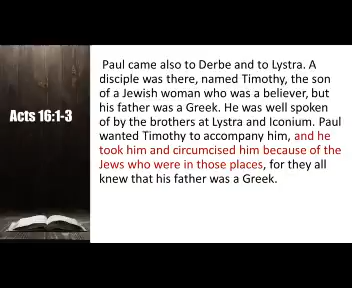 Acts 16:1-3
Paul came also to Derbe and to Lystra. A
disciple was there, named Timothy, the son
of a Jewish woman who was a believer, but
his father was a Greek. He was well spoken
of by the brothers at Lystra and Iconium. Paul
wanted Timothy to accompany him, and he
took him and circumcised him because of the
Jews who were in those places, for they all
knew that his father was a Greek.